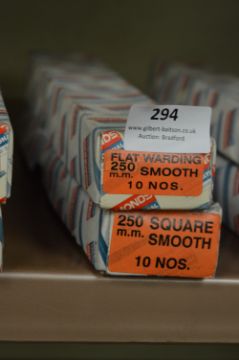 294
www.gilbert-baitson.co.uk
Auction Bradford
FLAT WARDING
250 SMOOTH
m.m.
10 NOS.
250 SQUARE
m.m. SMOOTH
10 NOS.